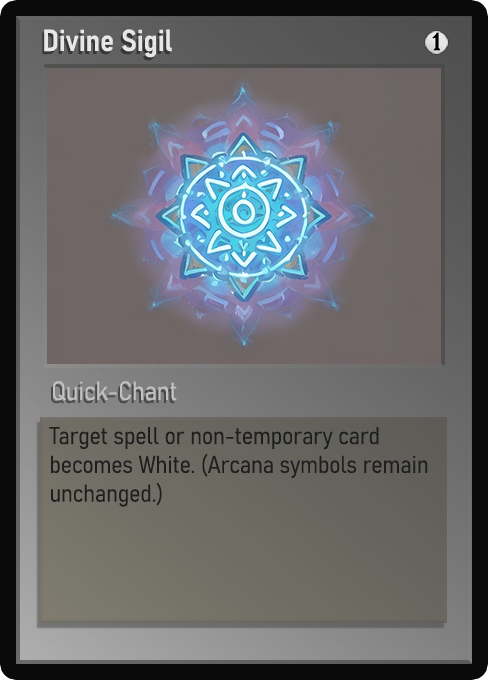 Divine Sigil
1
Quick-Chant
Target spell or non-temporary card
becomes White. (Arcana symbols remain
unchanged.)